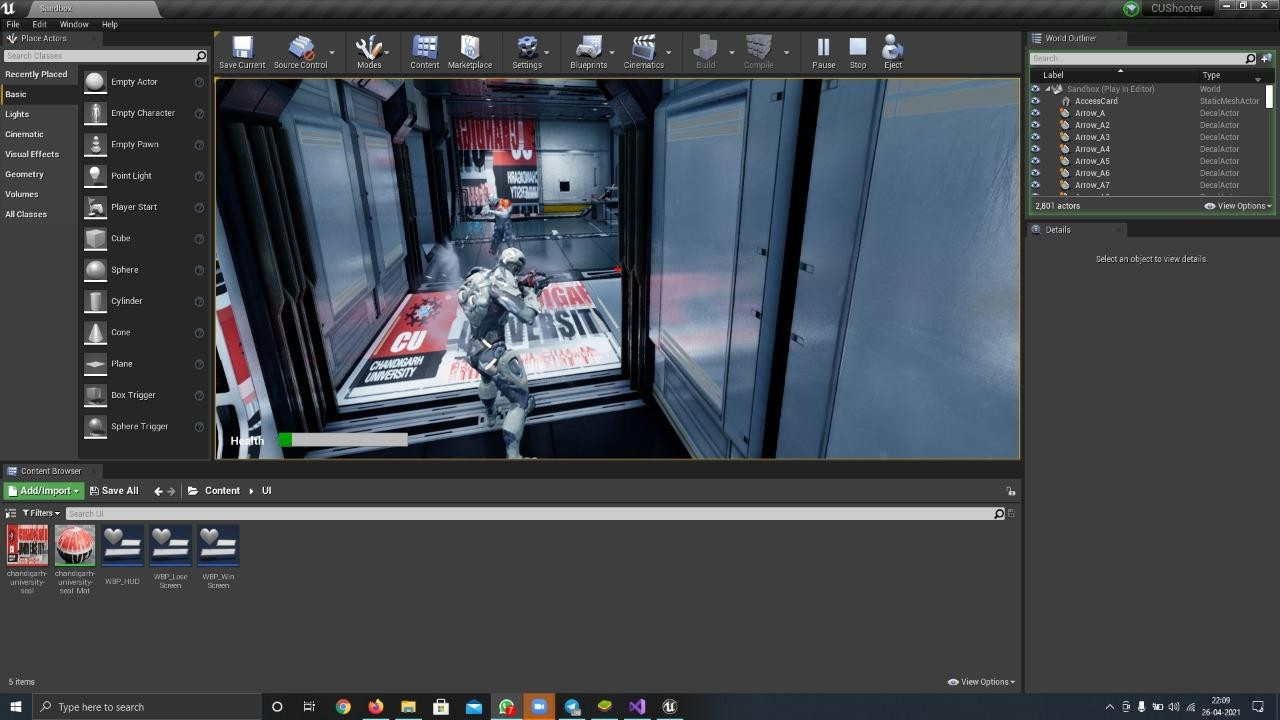 Sandbox
CUShooter
File Edit Window Help
Place Actors
Search Classes
Recently Placed
Basic
Lights
Cinematic
Visual Effects
Geometry
Volumes
All Classes
Empty Actor
Empty Character
Empty Pawn
Point Light
Player Start
Cube
Sphere
Cylinder
Cone
Plane
Box Trigger
Sphere Trigger
Save Current
Source Control
Modes
Content
Marketplace
Settings
Blueprints
Cinematics
Build
Compile
Pause
Stop
Eject
CHANDIGARH
UNIVERSITY
CU
CHANDIGARH
UNIVERSITY
Health
World Outliner
Search...
Label Type
Sandbox (Play In Editor) World
AccessCard StaticMeshActor
Arrow_A DecalActor
Arrow_A2 DecalActor
Arrow_A3 DecalActor
Arrow_A4 DecalActor
Arrow_A5 DecalActor
Arrow_A6 DecalActor
Arrow_A7 DecalActor
2,801 actors View Options
Details
Select an object to view details.
Content Browser
Add/Import Save All Content UI
Filters Search UI
chandigarh-
university-
seal
chandigarh-
university-
seal_Mat
WBP_HUD
WBP_Lose
Screen
WBP_Win
Screen
5 items View Options
Type here to search
7
22:09
26-04-2021